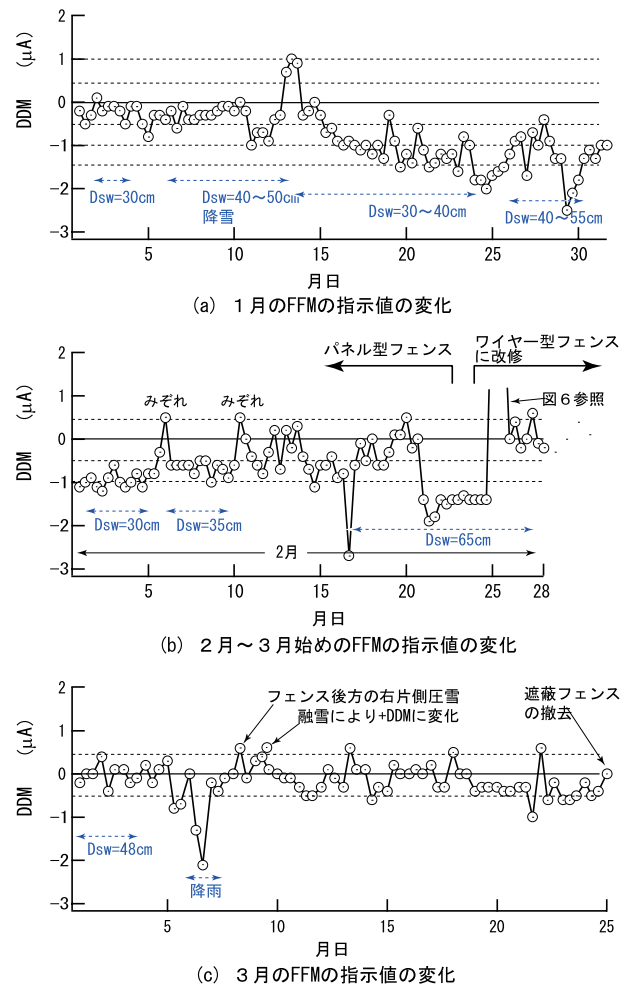 DDM (μA)
2
1
0
−1
−2
−3
Dsw=30cm
Dsw=40～50cm
降雪
Dsw=30～40cm
Dsw=40～55cm
5
10
15
20
25
30
月日
(a) １月のFFMの指示値の変化
DDM (μA)
2
1
0
−1
−2
−3
パネル型フェンス
ワイヤー型フェンス
に改修
みぞれ
みぞれ
図６参照
Dsw=30cm
Dsw=35cm
Dsw=65cm
2月
5
10
15
20
25
28
月日
(b) ２月～３月始めのFFMの指示値の変化
DDM (μA)
2
1
0
−1
−2
−3
フェンス後方の右片側圧雪
融雪により+DDMに変化
遮蔽フェンス
の撤去
Dsw=48cm
降雨
5
10
15
20
25
月日
(c) ３月のFFMの指示値の変化